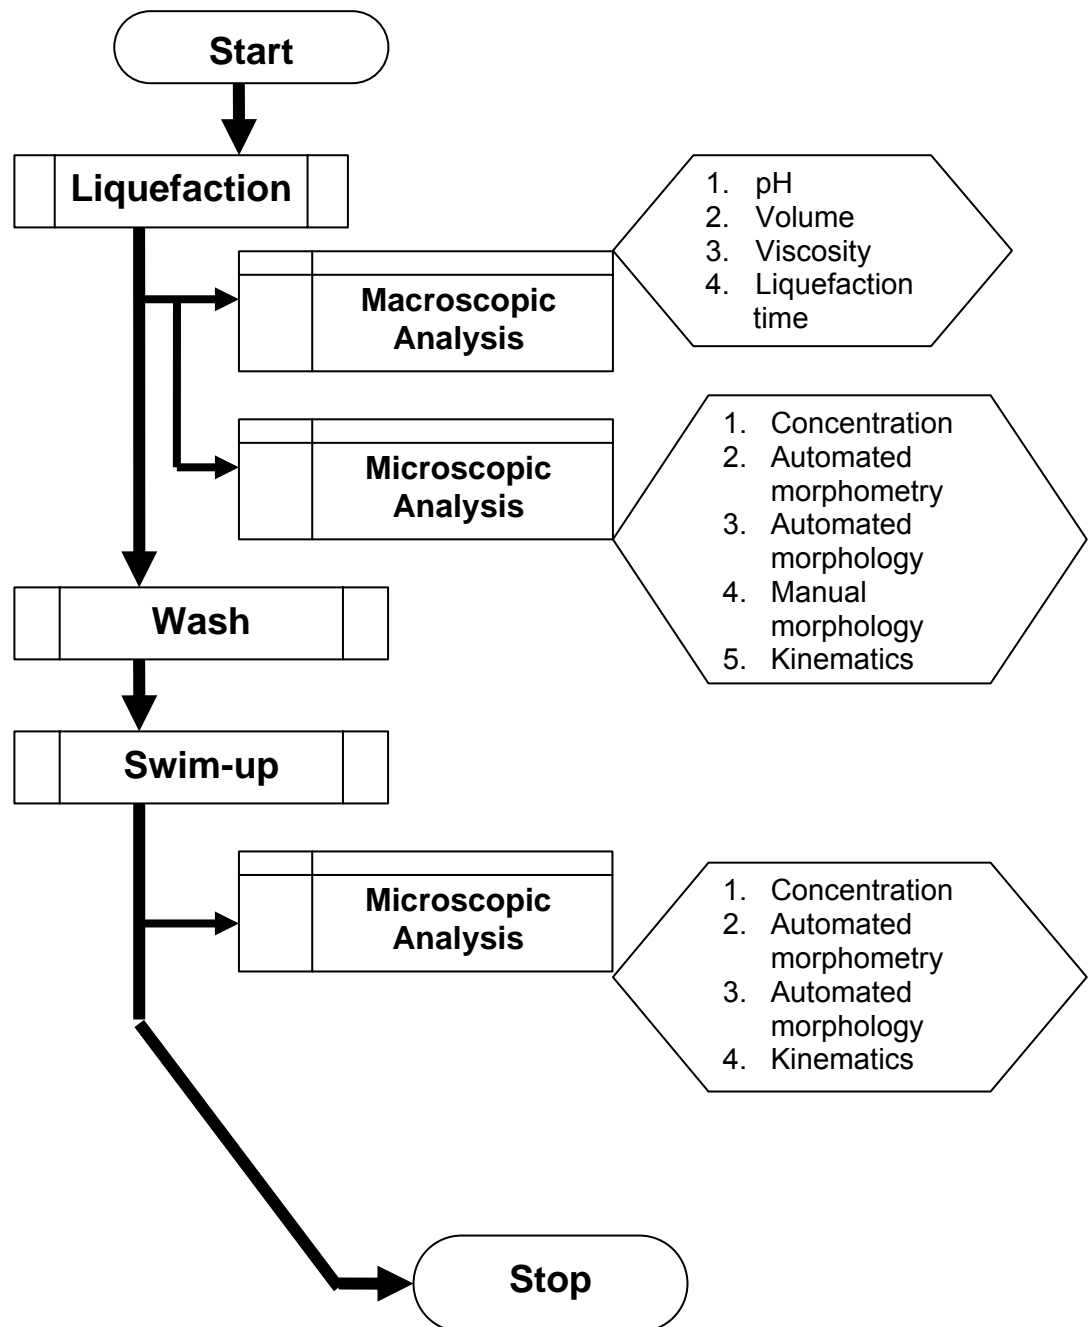 Start
Liquefaction
Macroscopic
Analysis
1. pH
2. Volume
3. Viscosity
4. Liquefaction
time
Microscopic
Analysis
1. Concentration
2. Automated
morphometry
3. Automated
morphology
4. Manual
morphology
5. Kinematics
Wash
Swim-up
Microscopic
Analysis
1. Concentration
2. Automated
morphometry
3. Automated
morphology
4. Kinematics
Stop